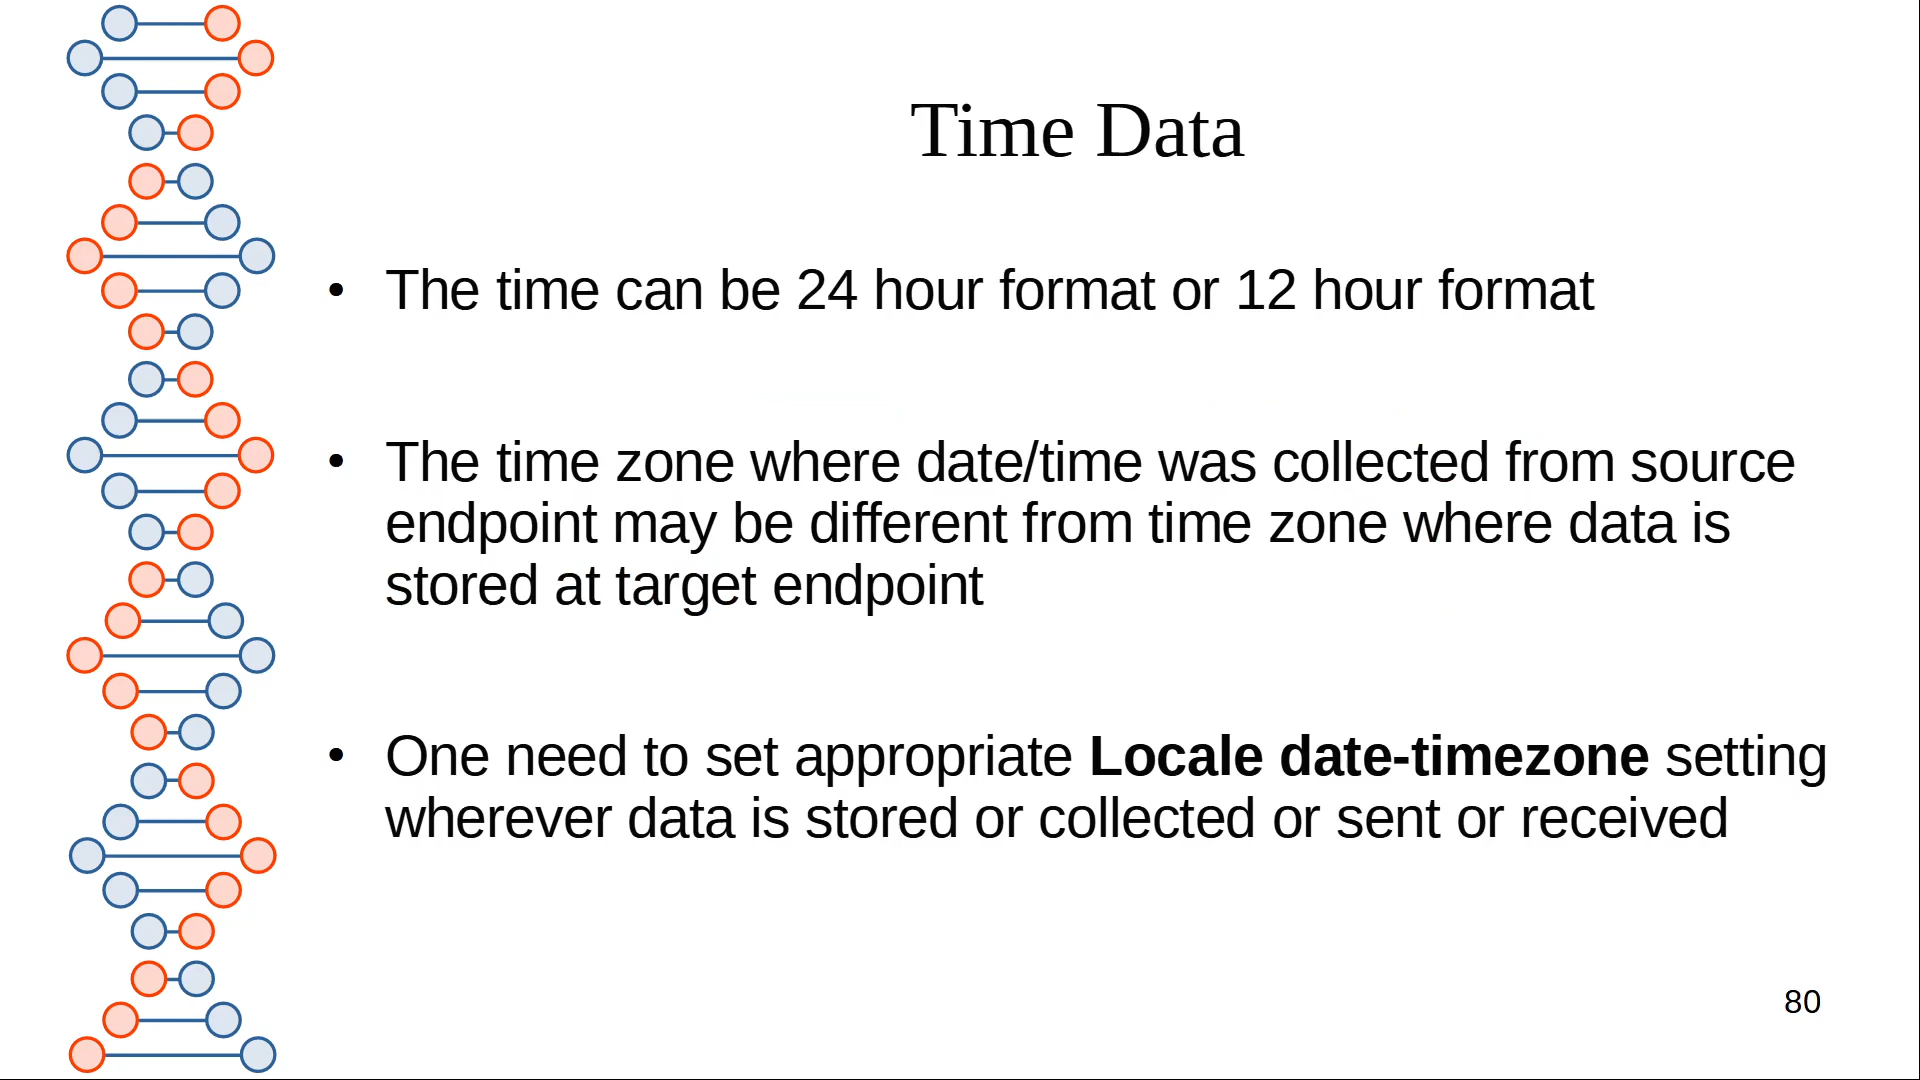 Time Data
• The time can be 24 hour format or 12 hour format
• The time zone where date/time was collected from source
endpoint may be different from time zone where data is
stored at target endpoint
• One need to set appropriate Locale date-timezone setting
wherever data is stored or collected or sent or received
80